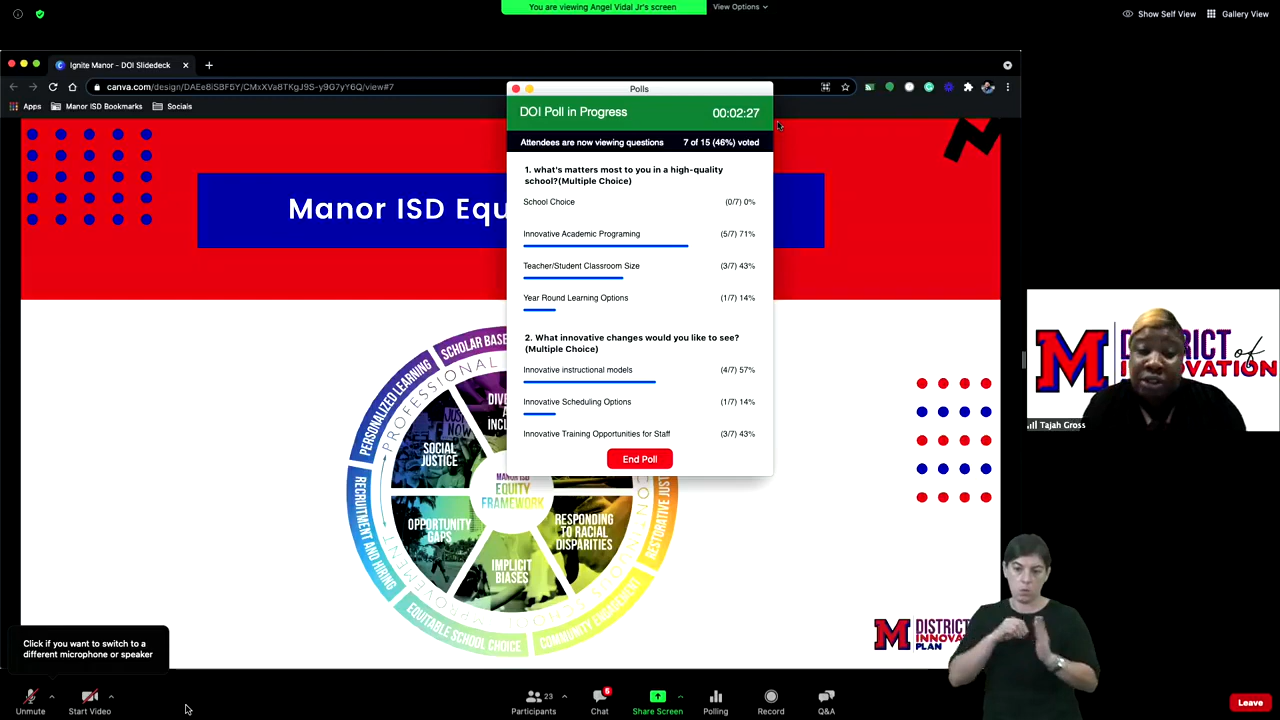 You are viewing Angel Vidal Jr's screen
View Options
Show Self View
Gallery View
Ignite Manor - DOI Slidedeck
canva.com/design/DAEe8iSBF5Y/CMxXVa8TKgJ9S-y9G7yY6Q/view#7
Apps
Manor ISD Bookmarks
Socials
Polls
DOI Poll in Progress
00:02:27
Attendees are now viewing questions
7 of 15 (46%) voted
1. what's matters most to you in a high-quality
school?(Multiple Choice)
School Choice (0/7) 0%
Innovative Academic Programing (5/7) 71%
Teacher/Student Classroom Size (3/7) 43%
Year Round Learning Options (1/7) 14%
2. What innovative changes would you like to see?
(Multiple Choice)
Innovative instructional models (4/7) 57%
Innovative Scheduling Options (1/7) 14%
Innovative Training Opportunities for Staff (3/7) 43%
End Poll
Manor ISD Equ
SCHOLAR BASE
PERSONALIZED LEARNING
RECRUITMENT AND HIRING
EQUITABLE SCHOOL CHOICE
COMMUNITY ENGAGEMENT
RESTORATIVE JUST
PROFESSIONAL
SOCIAL
JUSTICE
OPPORTUNITY
GAPS
IMPLICIT
BIASES
RESPONDING
TO RACIAL
DISPARITIES
MANOR ISD
EQUITY
FRAMEWORK
M DISTRICT of
INNOVATION
Tajah Gross
M DISTRICT
INNOVA
PLAN
Click if you want to switch to a
different microphone or speaker
Unmute
Start Video
Participants 23
Chat 6
Share Screen
Polling
Record
Q&A
Leave